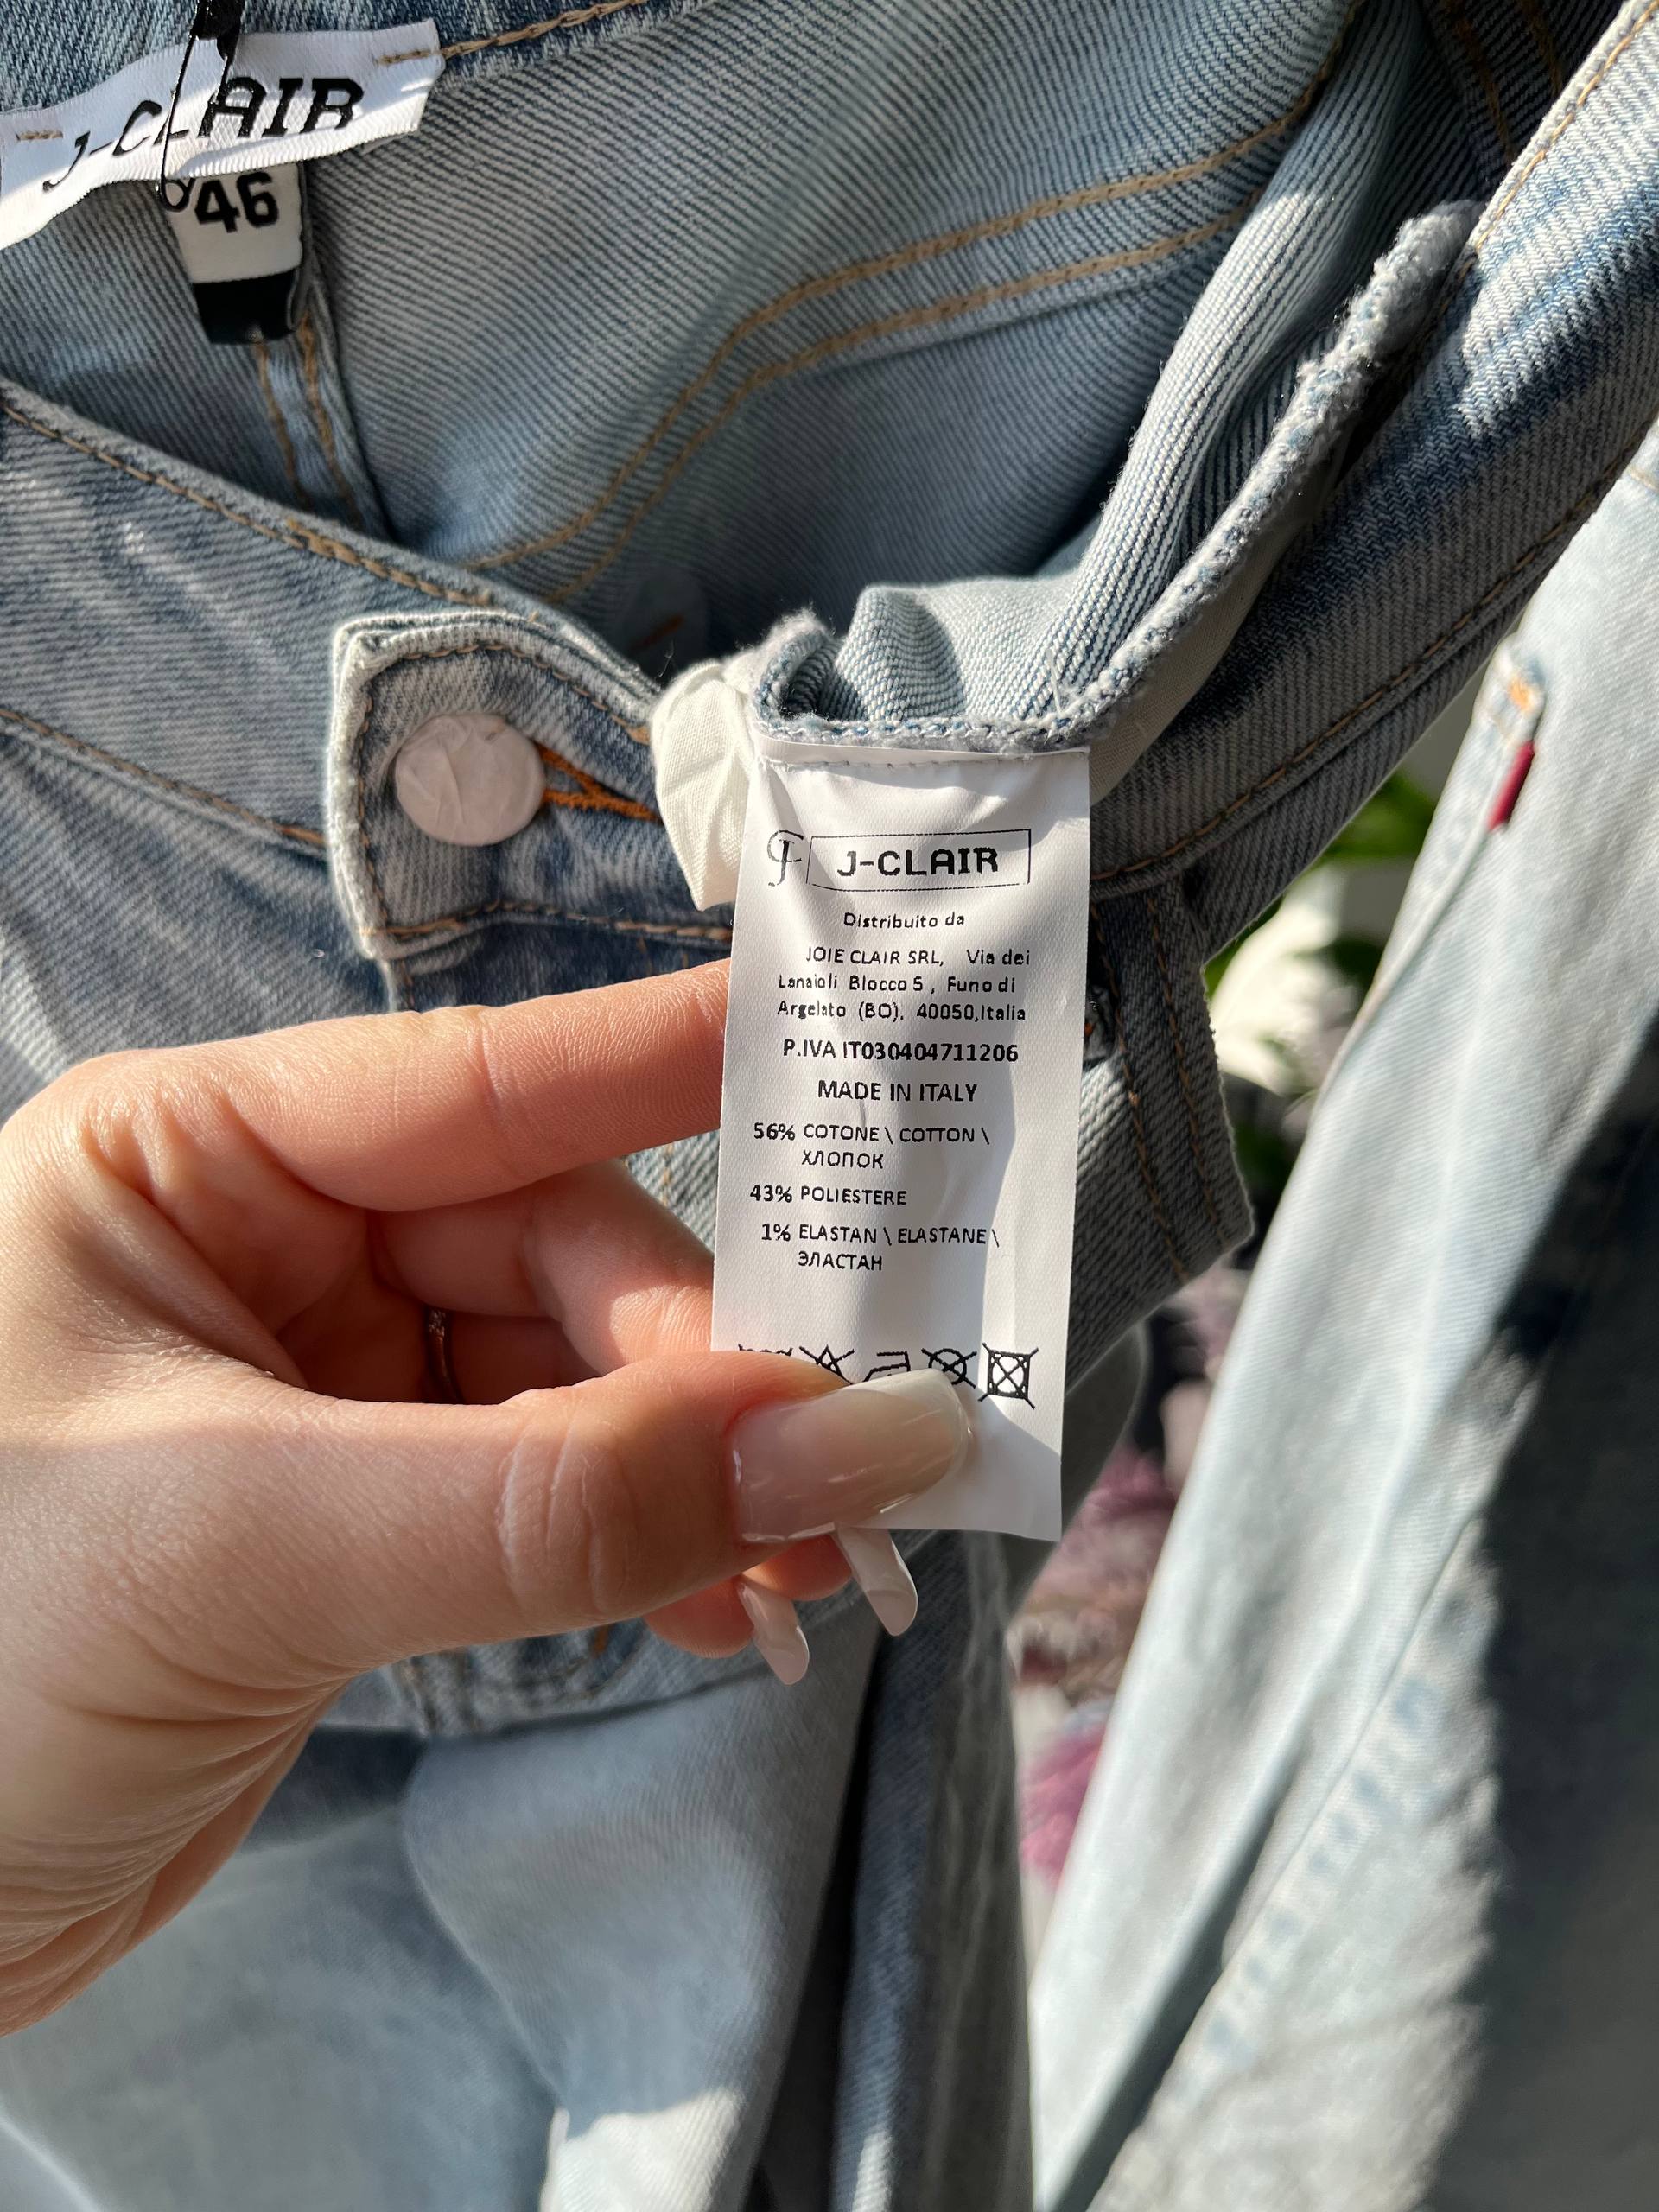 J-CLAIR
46
J-CLAIR
Distribuito da
JOIE CLAIR SRL, Via dei
Lanaioli Blocco 5 , Funo di
Argelato (BO), 40050,Italia
P.IVA IT030404711206
MADE IN ITALY
56% COTONE \ COTTON \
ХЛОПОК
43% POLIESTERE
1% ELASTAN \ ELASTANE \
ЭЛАСТАН